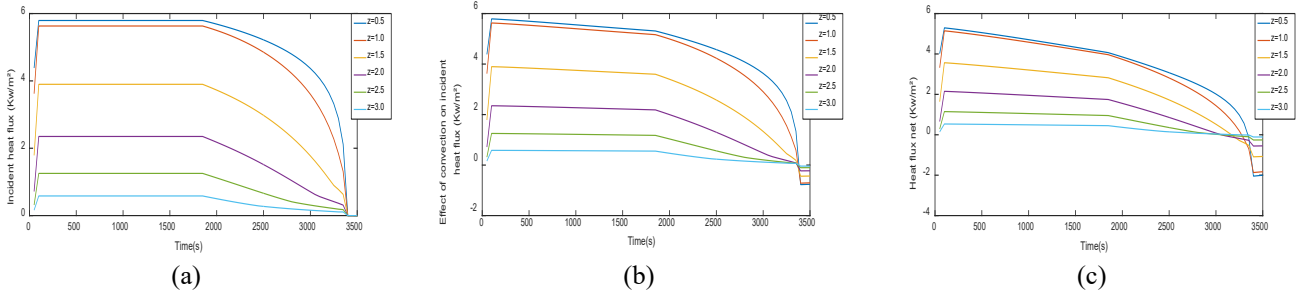 6
4
2
0
Incident heat flux (Kw/m²)
0 500 1000 1500 2000 2500 3000 3500
Time(s)
z=0.5
z=1.0
z=1.5
z=2.0
z=2.5
z=3.0
(a)
6
4
2
0
-2
Effect of convection on incident
heat flux (Kw/m²)
0 500 1000 1500 2000 2500 3000 3500
Time(s)
z=0.5
z=1.0
z=1.5
z=2.0
z=2.5
z=3.0
(b)
6
4
2
0
-2
-4
Heat flux net (Kw/m²)
0 500 1000 1500 2000 2500 3000 3500
Time(s)
z=0.5
z=1.0
z=1.5
z=2.0
z=2.5
z=3.0
(c)